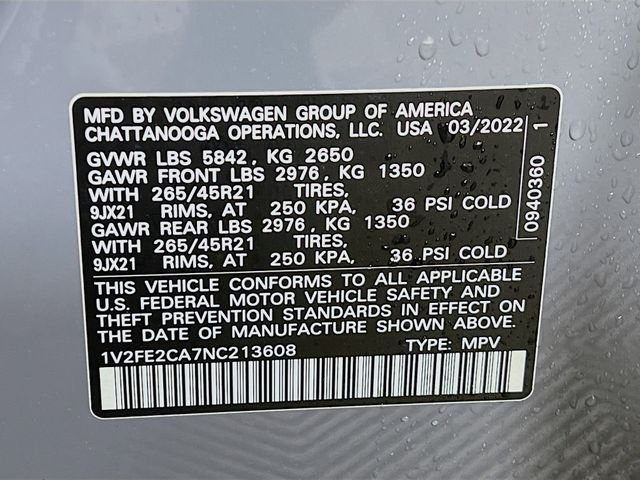 MFD BY VOLKSWAGEN GROUP OF AMERICA
CHATTANOOGA OPERATIONS, LLC. USA 03/2022
GVWR LBS 5842, KG 2650
GAWR FRONT LBS 2976, KG 1350
WITH 265/45R21 TIRES,
9JX21 RIMS, AT 250 KPA, 36 PSI COLD
GAWR REAR LBS 2976, KG 1350
WITH 265/45R21 TIRES,
9JX21 RIMS, AT 250 KPA, 36 PSI COLD
THIS VEHICLE CONFORMS TO ALL APPLICABLE
U.S. FEDERAL MOTOR VEHICLE SAFETY AND
THEFT PREVENTION STANDARDS IN EFFECT ON
THE DATE OF MANUFACTURE SHOWN ABOVE.
1V2FE2CA7NC213608 TYPE: MPV
0940360 1